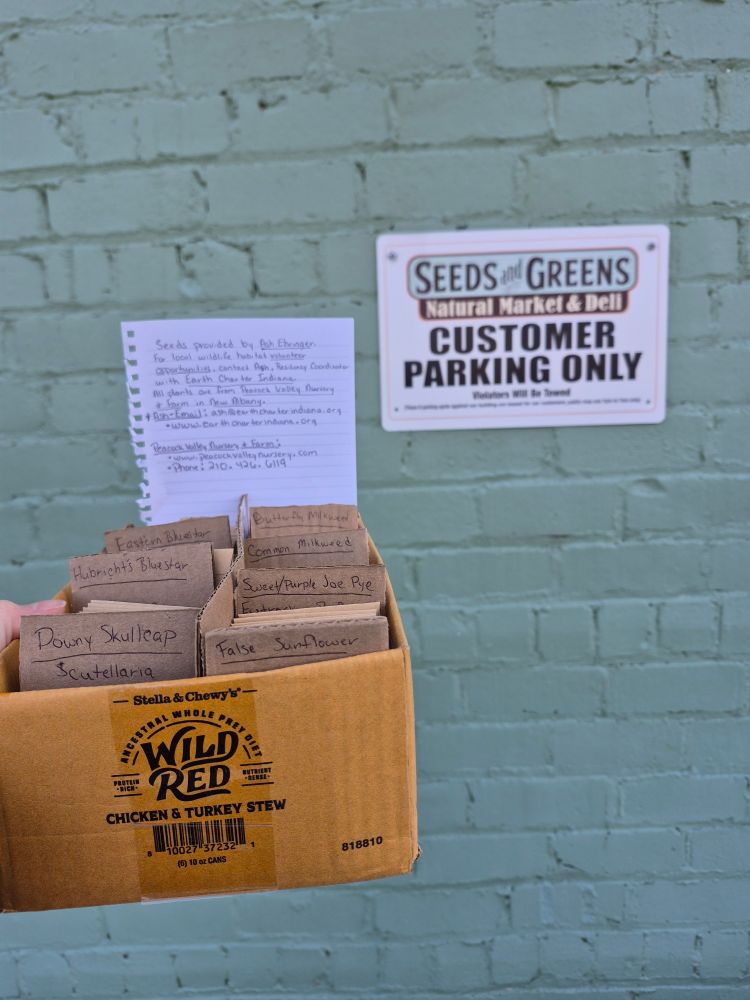 SEEDS and GREENS
Natural Market & Deli
CUSTOMER
PARKING ONLY
Violators Will Be Towed
Seeds provided by Ash Ehringer.
For local wildlife habitat volunteer
opportunities, contact Ash, Residency Coordinator
with Earth Charter Indiana.
All plants are from Peacock Valley Nursery
& Farm in New Albany.
Ash-Email: ash@earthcharterindiana.org
• www.earthcharterindiana.org
Peacock Valley Nursery & Farm:
• www.peacockvalleynursery.com
• Phone: 210. 426. 6119
Eastern Bluestar
Hubricht's Bluestar
Downy Skullcap
Scutellaria
Butterfly Milkweed
Common Milkweed
Sweet/Purple Joe Pye
False Sunflower
Stella & Chewy's
ANCESTRAL WHOLE PREY DIET
WILD
RED
PROTEIN
• RICH •
NUTRIENT
• DENSE •
CHICKEN & TURKEY STEW
8 10027 37232 1
(6) 10 oz CANS
818810